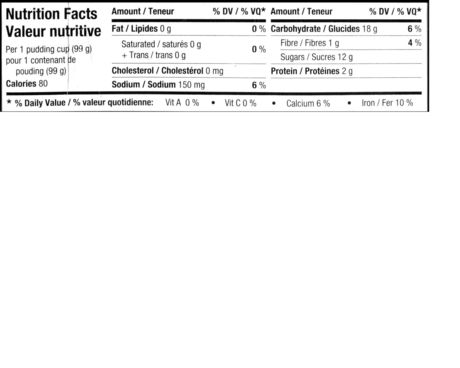 Nutrition Facts
Valeur nutritive
Per 1 pudding cup (99 g)
pour 1 contenant de
pouding (99 g)
Calories 80
Amount / Teneur % DV / % VQ*
Fat / Lipides 0 g 0 %
Saturated / saturés 0 g
+ Trans / trans 0 g 0 %
Cholesterol / Cholestérol 0 mg
Sodium / Sodium 150 mg 6 %
Amount / Teneur % DV / % VQ*
Carbohydrate / Glucides 18 g 6 %
Fibre / Fibres 1 g 4 %
Sugars / Sucres 12 g
Protein / Protéines 2 g
* % Daily Value / % valeur quotidienne: Vit A 0 % • Vit C 0 % • Calcium 6 % • Iron / Fer 10 %